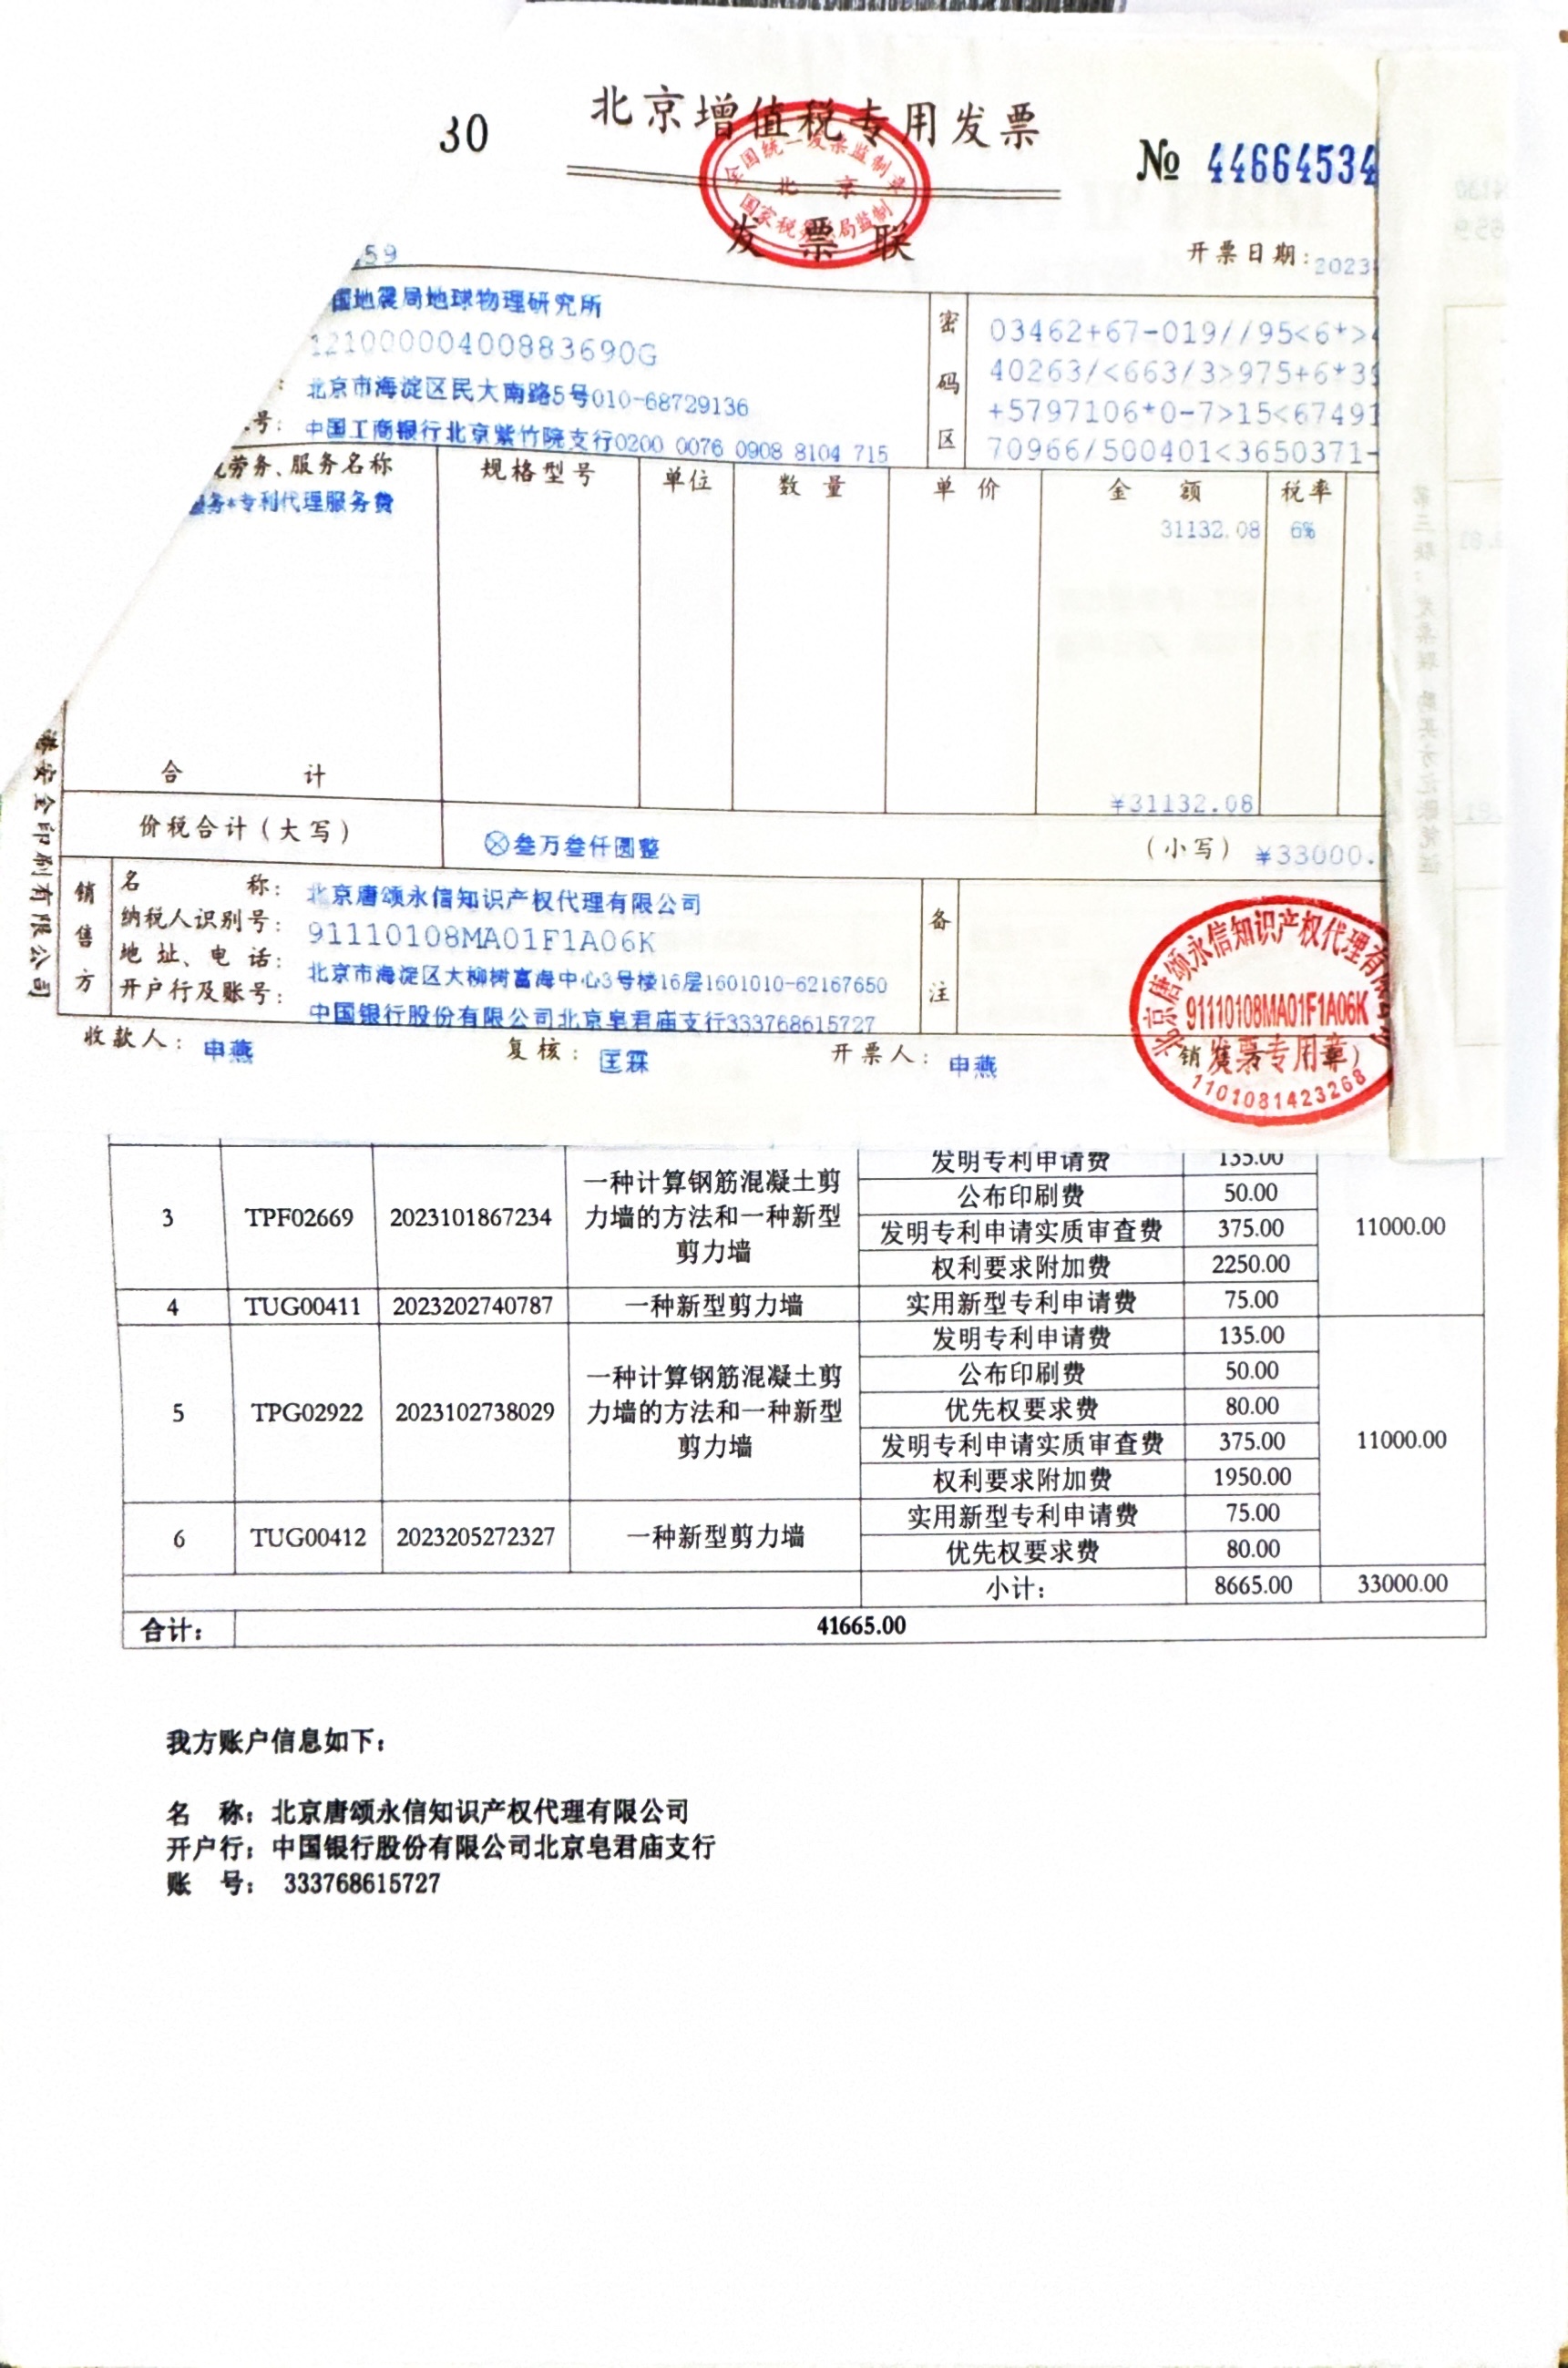 30
北京增值税专用发票
全国统一发票监制章
北京
国家税务总局监制
发票联
№ 44664534
59
开票日期:2023
国地震局地球物理研究所
12100000400883690G
: 北京市海淀区民大南路5号010-68729136
号: 中国工商银行北京紫竹院支行0200 0076 0908 8104 715
密码区
03462+67-019//95<6*>
40263/<663/3>975+6*3
+5797106*0-7>15<67491
70966/500401<3650371-
劳务、服务名称 规格型号 单位 数量 单价 金额 税率
务*专利代理服务费 31132.08 6%
合计 ¥31132.08
价税合计(大写) ⊗叁万叁仟圆整 (小写) ¥33000.
销售方
名称: 北京唐颂永信知识产权代理有限公司
纳税人识别号: 91110108MA01F1A06K
地址、电话: 北京市海淀区大柳树富海中心3号楼16层1601010-62167650
开户行及账号: 中国银行股份有限公司北京皂君庙支行333768615727
备注
收款人: 申燕 复核: 匡霖 开票人: 申燕 销 章)
北京唐颂永信知识产权代理有
91110108MA01F1A06K
发票专用章
1101081423268
安全印刷有限公司
第三联:发票联 购买方记账凭证
发明专利申请费 135.00
3 TPF02669 2023101867234 一种计算钢筋混凝土剪力墙的方法和一种新型剪力墙 公布印刷费 50.00 11000.00
发明专利申请实质审查费 375.00
权利要求附加费 2250.00
4 TUG00411 2023202740787 一种新型剪力墙 实用新型专利申请费 75.00
5 TPG02922 2023102738029 一种计算钢筋混凝土剪力墙的方法和一种新型剪力墙 发明专利申请费 135.00 11000.00
公布印刷费 50.00
优先权要求费 80.00
发明专利申请实质审查费 375.00
权利要求附加费 1950.00
6 TUG00412 2023205272327 一种新型剪力墙 实用新型专利申请费 75.00
优先权要求费 80.00
小计: 8665.00 33000.00
合计: 41665.00
我方账户信息如下:
名 称: 北京唐颂永信知识产权代理有限公司
开户行: 中国银行股份有限公司北京皂君庙支行
账 号: 333768615727